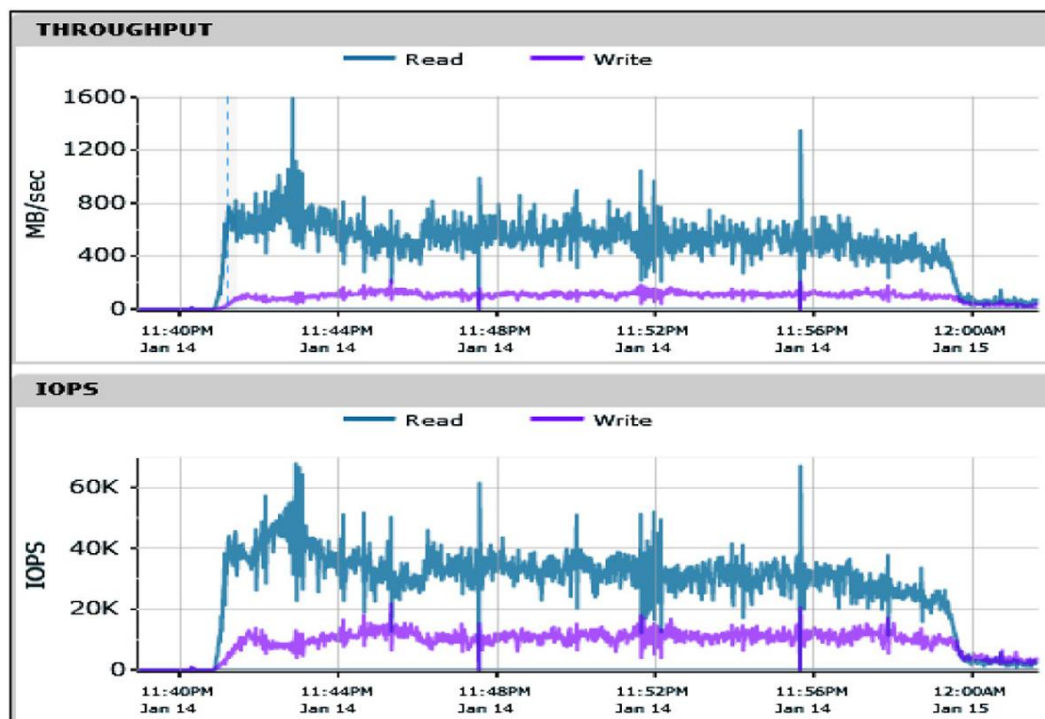 THROUGHPUT
Read Write
MB/sec
1600
1200
800
400
0
11:40PM 11:44PM 11:48PM 11:52PM 11:56PM 12:00AM
Jan 14 Jan 14 Jan 14 Jan 14 Jan 14 Jan 15
IOPS
Read Write
IOPS
60K
40K
20K
0
11:40PM 11:44PM 11:48PM 11:52PM 11:56PM 12:00AM
Jan 14 Jan 14 Jan 14 Jan 14 Jan 14 Jan 15